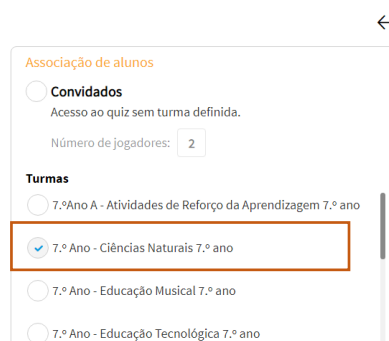 Associação de alunos
Convidados
Acesso ao quiz sem turma definida.
Número de jogadores: 2
Turmas
7.ºAno A - Atividades de Reforço da Aprendizagem 7.º ano
7.º Ano - Ciências Naturais 7.º ano
7.º Ano - Educação Musical 7.º ano
7.º Ano - Educação Tecnológica 7.º ano